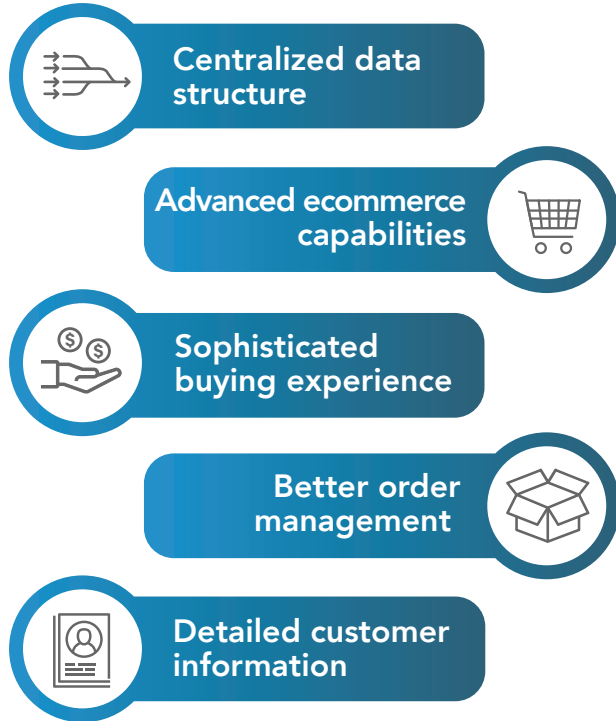 Centralized data
structure
Advanced ecommerce
capabilities
$ $
Sophisticated
buying experience
Better order
management
Detailed customer
information